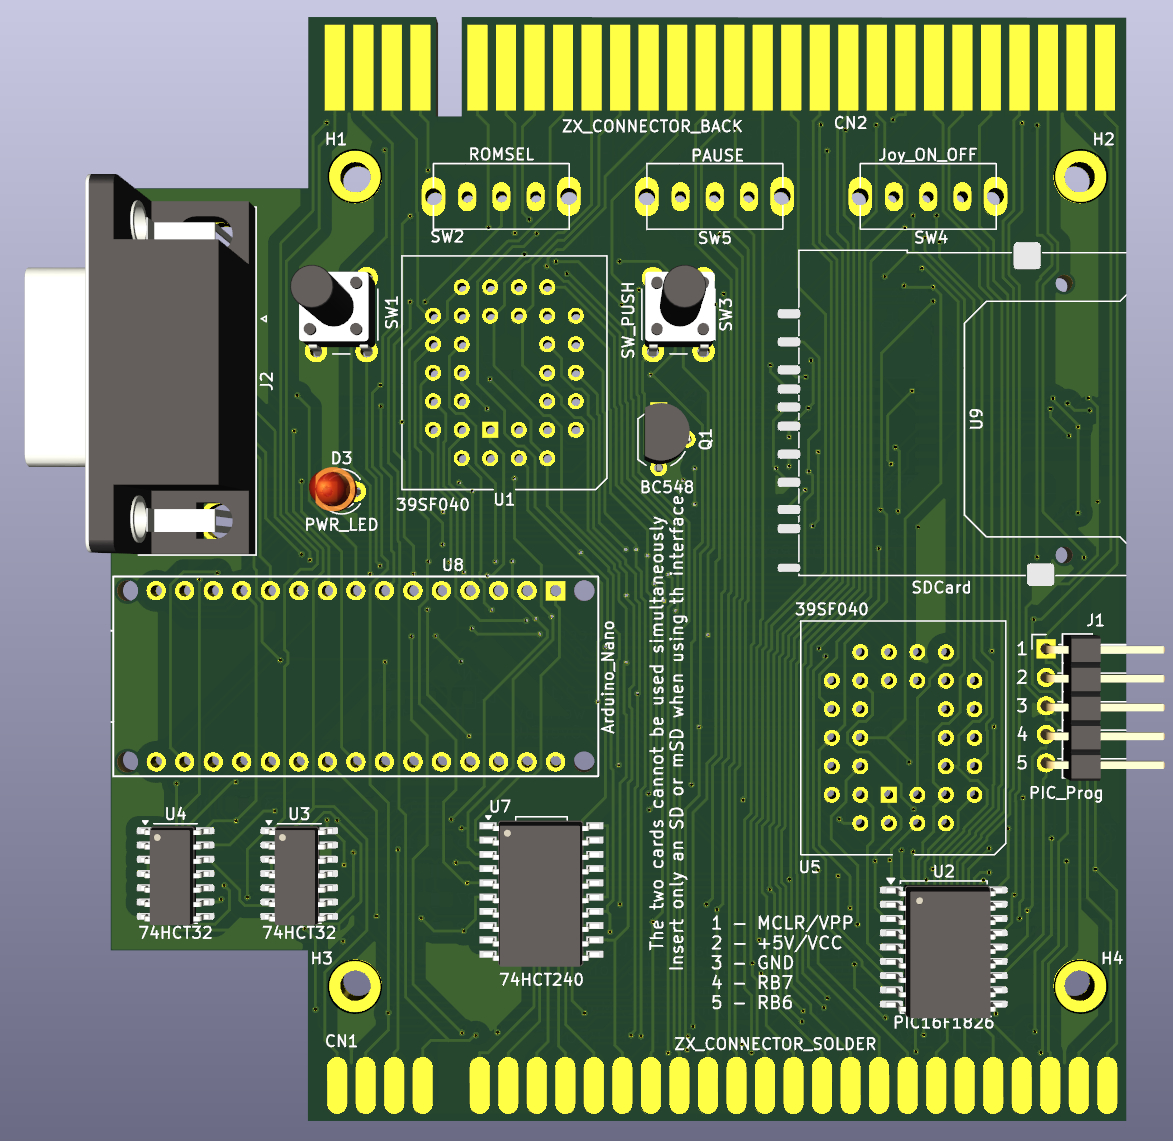 ZX_CONNECTOR_BACK
CN2
H1
H2
ROMSEL
PAUSE
Joy_ON_OFF
SW2
SW5
SW4
SW1
SW_PUSH
SW3
J2
U9
Q1
D3
BC548
PWR_LED
39SF040
U1
U8
SDCard
39SF040
J1
1
2
3
4
5
PIC_Prog
Arduino_Nano
The two cards cannot be used simultaneously
Insert only an SD or mSD when using th interface
U4
U3
U7
U5
U2
74HCT32
74HCT32
74HCT240
1 - MCLR/VPP
2 - +5V/VCC
3 - GND
4 - RB7
5 - RB6
PIC16F1826
H3
H4
CN1
ZX_CONNECTOR_SOLDER